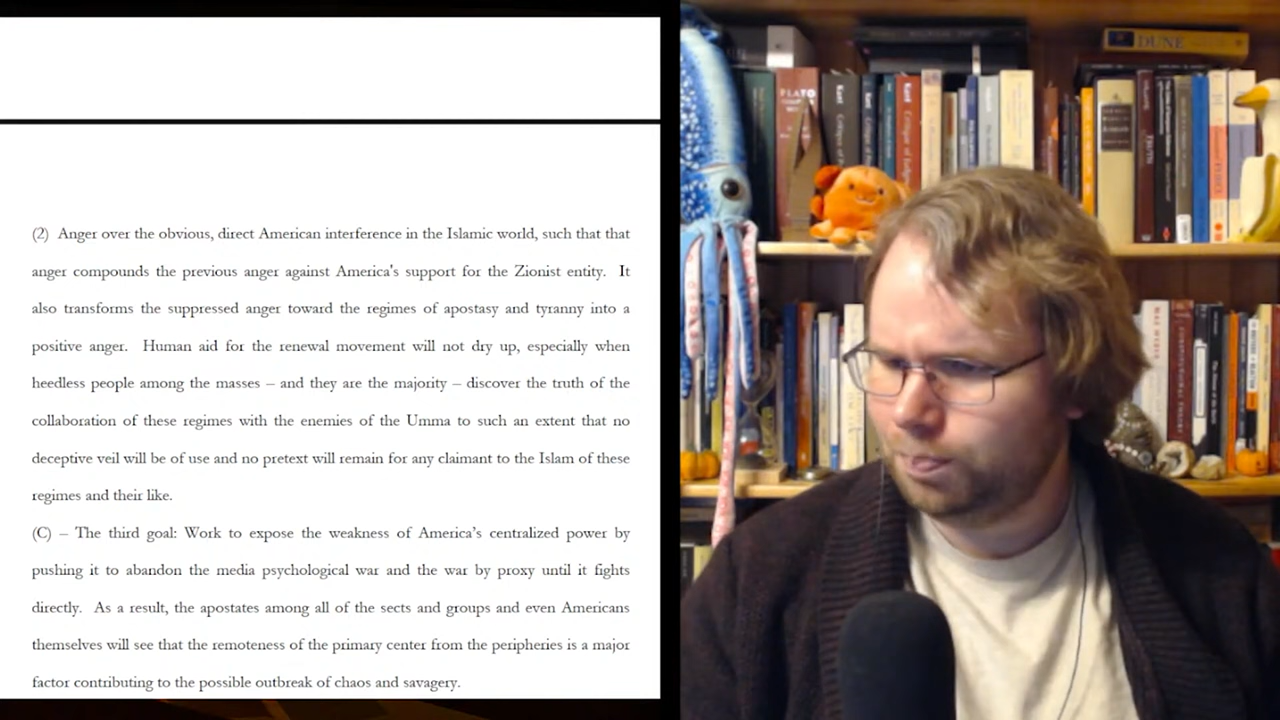 (2) Anger over the obvious, direct American interference in the Islamic world, such that that
anger compounds the previous anger against America's support for the Zionist entity. It
also transforms the suppressed anger toward the regimes of apostasy and tyranny into a
positive anger. Human aid for the renewal movement will not dry up, especially when
heedless people among the masses – and they are the majority – discover the truth of the
collaboration of these regimes with the enemies of the Umma to such an extent that no
deceptive veil will be of use and no pretext will remain for any claimant to the Islam of these
regimes and their like.
(C) – The third goal: Work to expose the weakness of America's centralized power by
pushing it to abandon the media psychological war and the war by proxy until it fights
directly. As a result, the apostates among all of the sects and groups and even Americans
themselves will see that the remoteness of the primary center from the peripheries is a major
factor contributing to the possible outbreak of chaos and savagery.
DUNE
PLATO
Kant
Kant
Kant
TRUTH